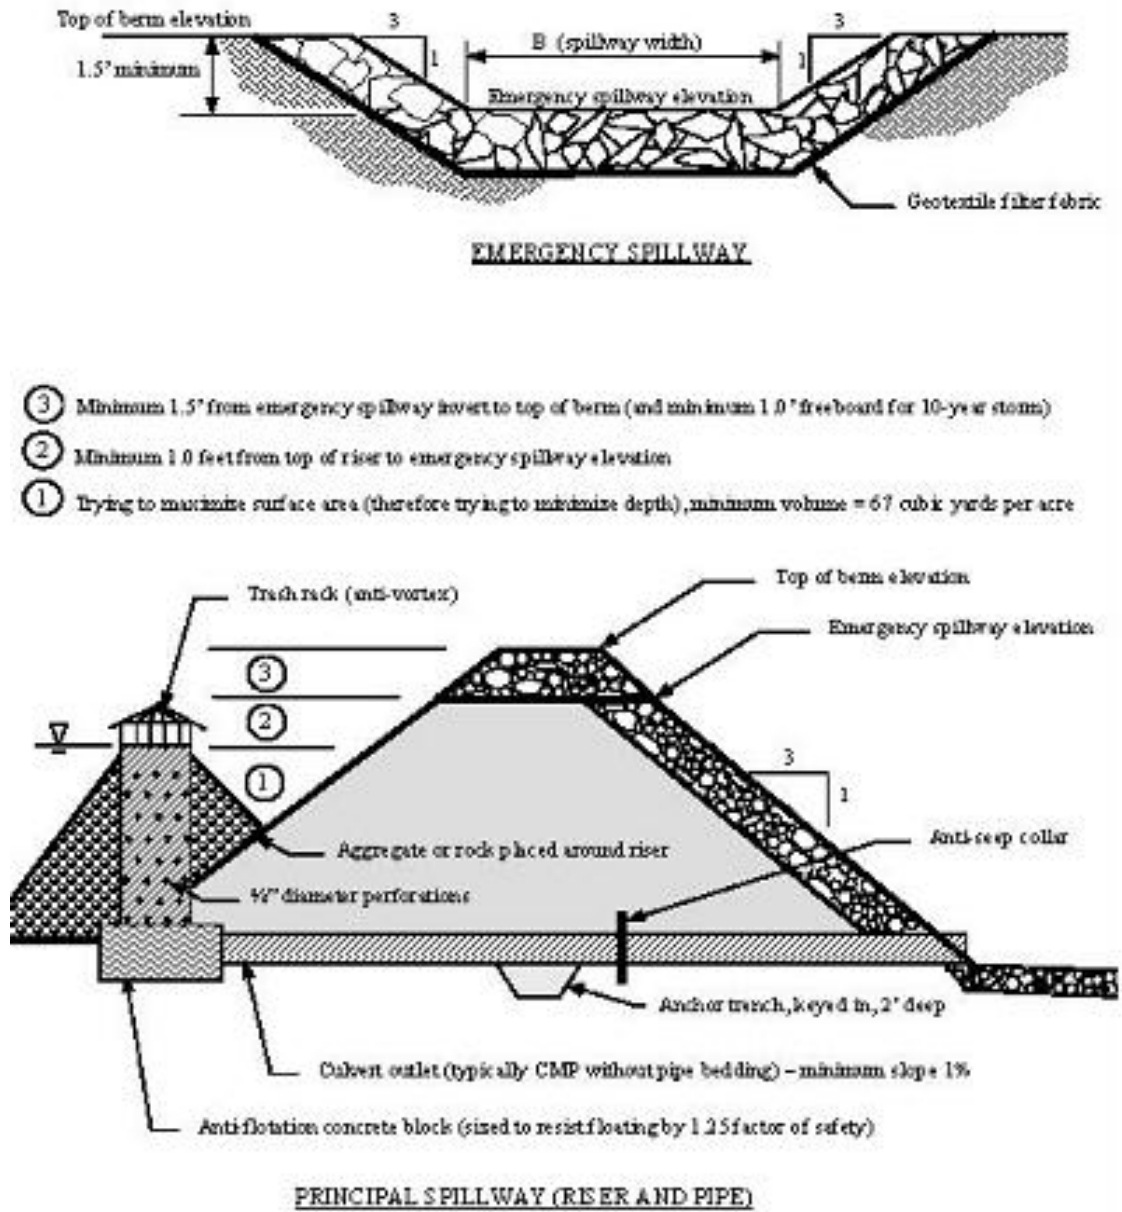 Top of berm elevation
3
3
B (spillway width)
1
1
1.5' minimum
Emergency spillway elevation
Geotextile filter fabric
EMERGENCY SPILLWAY
3 Minimum 1.5' from emergency spillway invert to top of berm (and minimum 1.0' freeboard for 10-year storm)
2 Minimum 1.0 feet from top of riser to emergency spillway elevation
1 Trying to maximize surface area (therefore trying to minimize depth), minimum volume = 67 cubic yards per acre
Top of berm elevation
Trash rack (anti-vortex)
Emergency spillway elevation
3
2
1
3
1
Anti-seep collar
Aggregate or rock placed around riser
diameter perforations
Anchor trench, keyed in, 2' deep
Culvert outlet (typically CMP without pipe bedding) – minimum slope 1%
Anti-flotation concrete block (sized to resist floating by 1.25 factor of safety)
PRINCIPAL SPILLWAY (RISER AND PIPE)